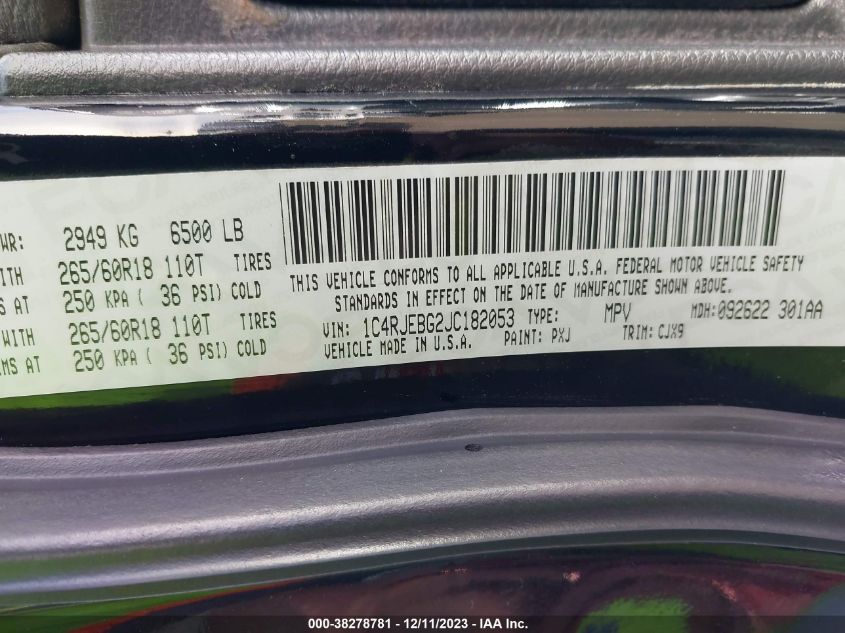 WR: 2949 KG 6500 LB
WITH 265/60R18 110T TIRES
MS AT 250 KPA ( 36 PSI) COLD
WITH 265/60R18 110T TIRES
IMS AT 250 KPA ( 36 PSI) COLD
THIS VEHICLE CONFORMS TO ALL APPLICABLE U.S.A. FEDERAL MOTOR VEHICLE SAFETY
STANDARDS IN EFFECT ON THE DATE OF MANUFACTURE SHOWN ABOVE.
VIN: 1C4RJEBG2JC182053 TYPE: MPV MDH: 092622 301AA
VEHICLE MADE IN U.S.A. PAINT: PXJ TRIM: CJX9
000-38278781 - 12/11/2023 - IAA Inc.